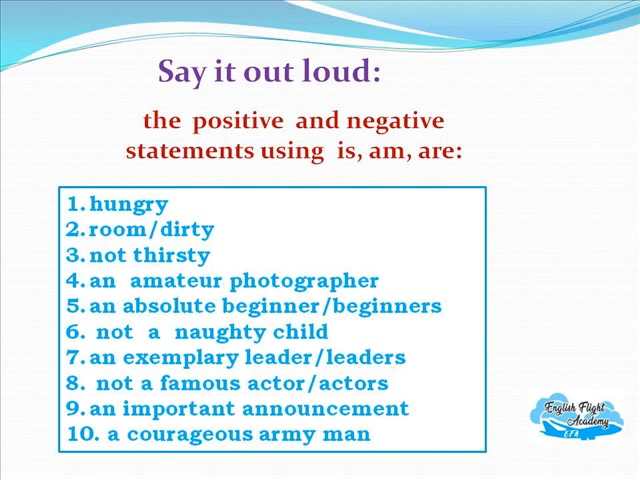 Say it out loud:
the positive and negative
statements using is, am, are:
1. hungry
2. room/dirty
3. not thirsty
4. an amateur photographer
5. an absolute beginner/beginners
6. not a naughty child
7. an exemplary leader/leaders
8. not a famous actor/actors
9. an important announcement
10. a courageous army man
English Flight
Academy
EFA